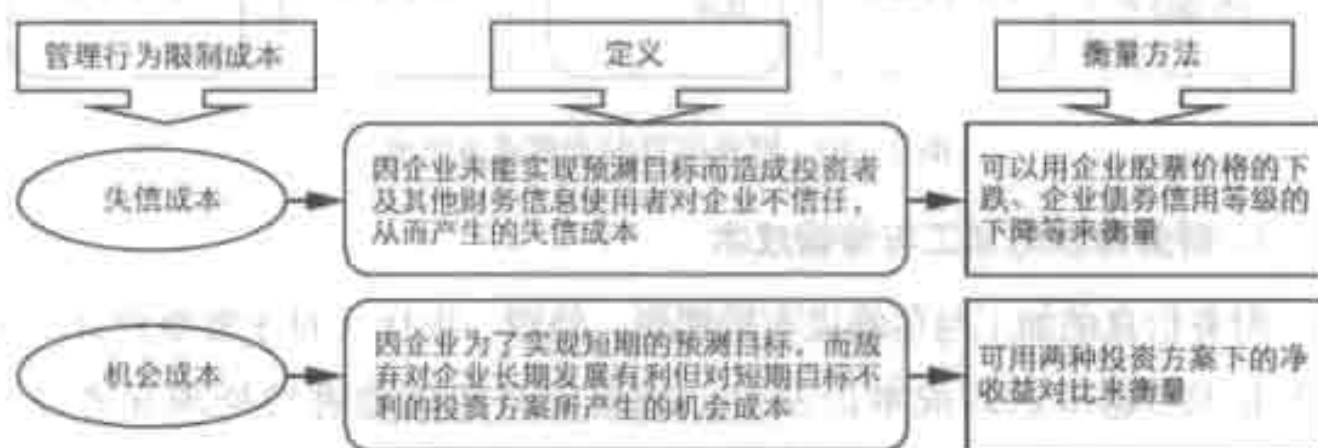 管理行为限制成本
定义
衡量方法
失信成本
因企业未能实现预测目标而造成投资者
及其他财务信息使用者对企业不信任，
从而产生的失信成本
可以用企业股票价格的下
跌、企业债券信用等级的
下降等来衡量
机会成本
因企业为了实现短期的预测目标，而放
弃对企业长期发展有利但对短期目标不
利的投资方案所产生的机会成本
可用两种投资方案下的净
收益对比来衡量